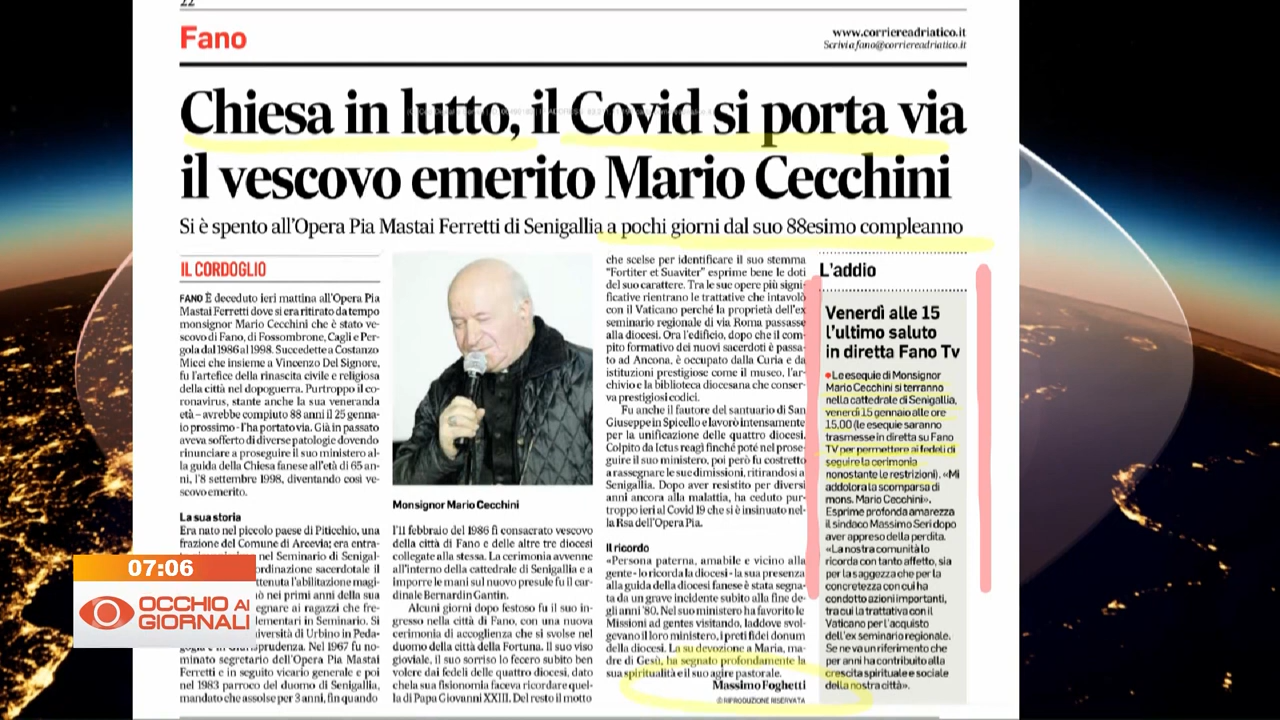 22
Fano
www.corriereadriatico.it
Scrivi a fano@corriereadriatico.it
Chiesa in lutto, il Covid si porta via
il vescovo emerito Mario Cecchini
Si è spento all'Opera Pia Mastai Ferretti di Senigallia a pochi giorni dal suo 88esimo compleanno
IL CORDOGLIO
FANO È deceduto ieri mattina all'Opera Pia
Mastai Ferretti dove si era ritirato da tempo
monsignor Mario Cecchini che è stato ve-
scovo di Fano, di Fossombrone, Cagli e Per-
gola dal 1986 al 1998. Succedette a Costanzo
Micci che insieme a Vincenzo Del Signore,
fu l'artefice della rinascita civile e religiosa
della città nel dopoguerra. Purtroppo il co-
ronavirus, stante anche la sua veneranda
età – avrebbe compiuto 88 anni il 25 genna-
io prossimo - l'ha portato via. Già in passato
aveva sofferto di diverse patologie dovendo
rinunciare a proseguire il suo ministero al-
la guida della Chiesa fanese all'età di 65 an-
ni, l'8 settembre 1998, diventando così ve-
scovo emerito.
La sua storia
Era nato nel piccolo paese di Piticchio, una
frazione del Comune di Arcevia; era entra-
nel Seminario di Senigal-
rdinazione sacerdotale il
ttenuta l'abilitazione magi-
ò nei primi anni della sua
egnare ai ragazzi che fre-
lementari in Seminario. Si
iversità di Urbino in Peda-
gogia e in Giurisprudenza. Nel 1967 fu no-
minato segretario dell'Opera Pia Mastai
Ferretti e in seguito vicario generale e poi
nel 1983 parroco del duomo di Senigallia,
mandato che assolse per 3 anni, fin quando
Monsignor Mario Cecchini
l'11 febbraio del 1986 fi consacrato vescovo
della città di Fano e delle altre tre diocesi
collegate alla stessa. La cerimonia avvenne
all'interno della cattedrale di Senigallia e a
imporre le mani sul nuovo presule fu il car-
dinale Bernardin Gantin.
Alcuni giorni dopo festoso fu il suo in-
gresso nella città di Fano, con una nuova
cerimonia di accoglienza che si svolse nel
duomo della città della Fortuna. Il suo viso
gioviale, il suo sorriso lo fecero subito ben
volere dai fedeli delle quattro diocesi, dato
che la sua fisionomia faceva ricordare quel-
la di Papa Giovanni XXIII. Del resto il motto
che scelse per identificare il suo stemma
"Fortiter et Suaviter" esprime bene le doti
del suo carattere. Tra le sue opere più signi-
ficative rientrano le trattative che intavolò
con il Vaticano perché la proprietà dell'ex
seminario regionale di via Roma passasse
alla diocesi. Ora l'edificio, dopo che il com-
pito formativo dei nuovi sacerdoti è passa-
to ad Ancona, è occupato dalla Curia e da
istituzioni prestigiose come il museo, l'ar-
chivio e la biblioteca diocesana che conser-
va prestigiosi codici.
Fu anche il fautore del santuario di San
Giuseppe in Spicello e lavorò intensamente
per la unificazione delle quattro diocesi.
Colpito da Ictus reagì finché poté nel prose-
guire il suo ministero, poi però fu costretto
a rassegnare le sue dimissioni, ritirandosi a
Senigallia. Dopo aver resistito per diversi
anni ancora alla malattia, ha ceduto pur-
troppo ieri al Covid 19 che si è insinuato nel-
la Rsa dell'Opera Pia.
Il ricordo
«Persona paterna, amabile e vicino alla
gente - lo ricorda la diocesi - la sua presenza
alla guida della diocesi fanese è stata segna-
ta da un grave incidente subito alla fine de-
gli anni '80. Nel suo ministero ha favorito le
Missioni ad gentes visitando, laddove svol-
gevano il loro ministero, i preti fidei donum
della diocesi. La su devozione a Maria, ma-
dre di Gesù, ha segnato profondamente la
sua spiritualità e il suo agire pastorale.
Massimo Foghetti
© RIPRODUZIONE RISERVATA
L'addio
Venerdì alle 15
l'ultimo saluto
in diretta Fano Tv
● Le esequie di Monsignor
Mario Cecchini si terranno
nella cattedrale di Senigallia,
venerdì 15 gennaio alle ore
15,00 (le esequie saranno
trasmesse in diretta su Fano
TV per permettere ai fedeli di
seguire la cerimonia
nonostante le restrizioni). «Mi
addolora la scomparsa di
mons. Mario Cecchini».
Esprime profonda amarezza
il sindaco Massimo Seri dopo
aver appreso della perdita.
«La nostra comunità lo
ricorda con tanto affetto, sia
per la saggezza che per la
concretezza con cui ha
condotto azioni importanti,
tra cui la trattativa con il
Vaticano per l'acquisto
dell'ex seminario regionale.
Se ne va un riferimento che
per anni ha contribuito alla
crescita spirituale e sociale
della nostra città».
07:06
OCCHIO AI
GIORNALI